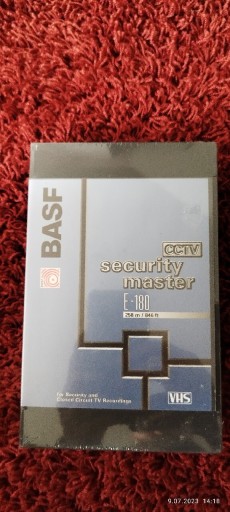 BASF
CCTV
security
master
E-180
258 m / 846 ft
for Security and
Closed Circuit TV Recordings
VHS
9.07.2023 14:18